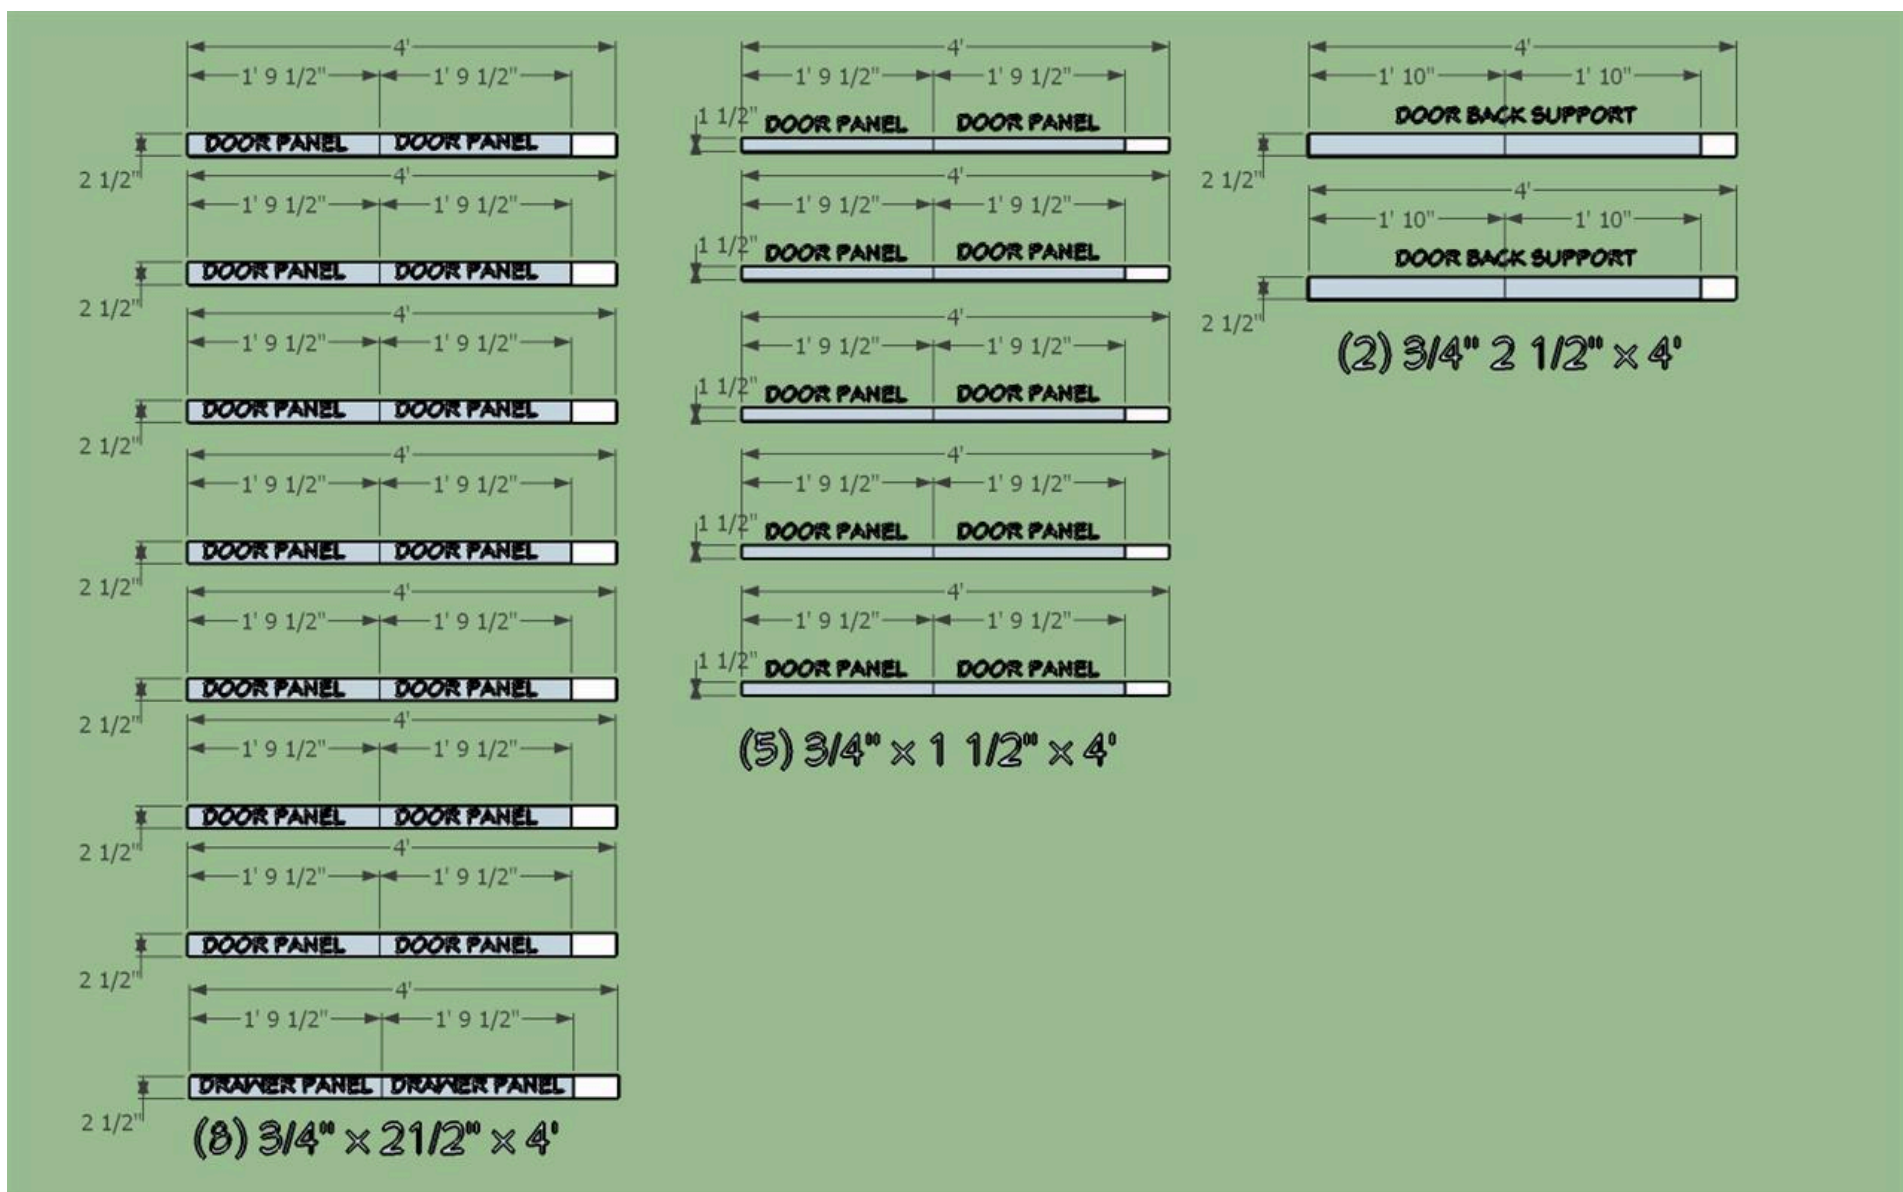 4'
1' 9 1/2" 1' 9 1/2"
DOOR PANEL DOOR PANEL
2 1/2"
4'
1' 9 1/2" 1' 9 1/2"
DOOR PANEL DOOR PANEL
2 1/2"
4'
1' 9 1/2" 1' 9 1/2"
DOOR PANEL DOOR PANEL
2 1/2"
4'
1' 9 1/2" 1' 9 1/2"
DOOR PANEL DOOR PANEL
2 1/2"
4'
1' 9 1/2" 1' 9 1/2"
DOOR PANEL DOOR PANEL
2 1/2"
4'
1' 9 1/2" 1' 9 1/2"
DOOR PANEL DOOR PANEL
2 1/2"
4'
1' 9 1/2" 1' 9 1/2"
DOOR PANEL DOOR PANEL
2 1/2"
4'
1' 9 1/2" 1' 9 1/2"
DRAWER PANEL DRAWER PANEL
2 1/2"
(8) 3/4" x 21/2" x 4'
4'
1' 9 1/2" 1' 9 1/2"
1 1/2" DOOR PANEL DOOR PANEL
4'
1' 9 1/2" 1' 9 1/2"
1 1/2" DOOR PANEL DOOR PANEL
4'
1' 9 1/2" 1' 9 1/2"
1 1/2" DOOR PANEL DOOR PANEL
4'
1' 9 1/2" 1' 9 1/2"
1 1/2" DOOR PANEL DOOR PANEL
4'
1' 9 1/2" 1' 9 1/2"
1 1/2" DOOR PANEL DOOR PANEL
(5) 3/4" x 1 1/2" x 4'
4'
1' 10" 1' 10"
DOOR BACK SUPPORT
2 1/2"
4'
1' 10" 1' 10"
DOOR BACK SUPPORT
2 1/2"
(2) 3/4" 2 1/2" x 4'